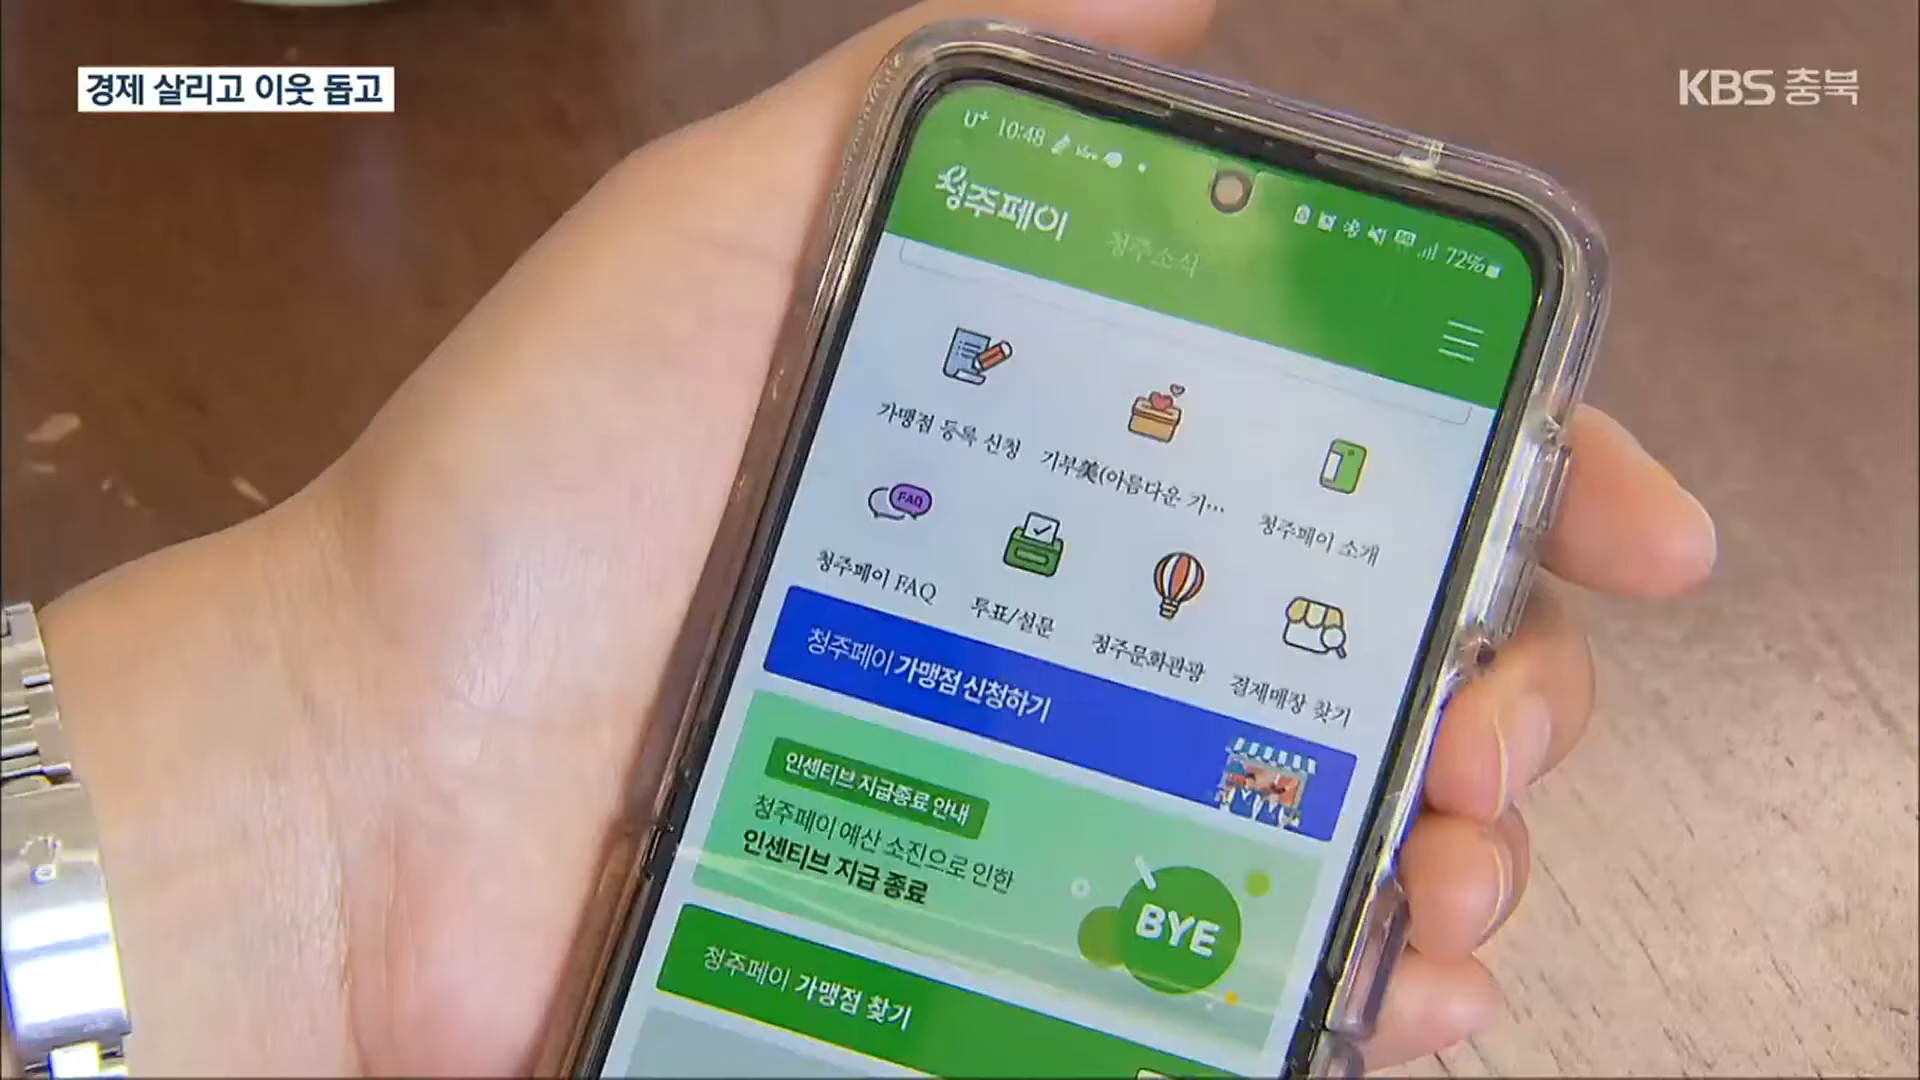 경제 살리고 이웃 돕고
KBS 충북
U+ 10:48
72%
청주페이
청주소식
가맹점 등록 신청
기부美(아름다운 기…
청주페이 소개
FAQ
청주페이 FAQ
투표/설문
청주문화관광
결제매장 찾기
청주페이 가맹점 신청하기
인센티브 지급종료 안내
청주페이 예산 소진으로 인한
인센티브 지급 종료
BYE
청주페이 가맹점 찾기